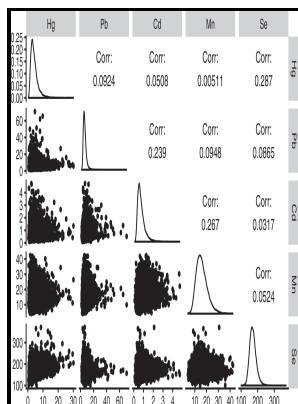 Hg Pb Cd Mn Se
0.25
0.20
0.15
0.10
0.05
0.00
Corr: Corr: Corr: Corr:
0.0924 0.0508 0.00511 0.287
Hg
60
40
20
0
Corr: Corr: Corr:
0.239 0.0948 0.0865
Pb
4
3
2
1
0
Corr: Corr:
0.267 0.0317
Cd
40
30
20
10
Corr:
0.0524
Mn
300
200
100
Se
0 10 20 30 0 20 40 60 0 1 2 3 4 10 20 30 40 100 200 300